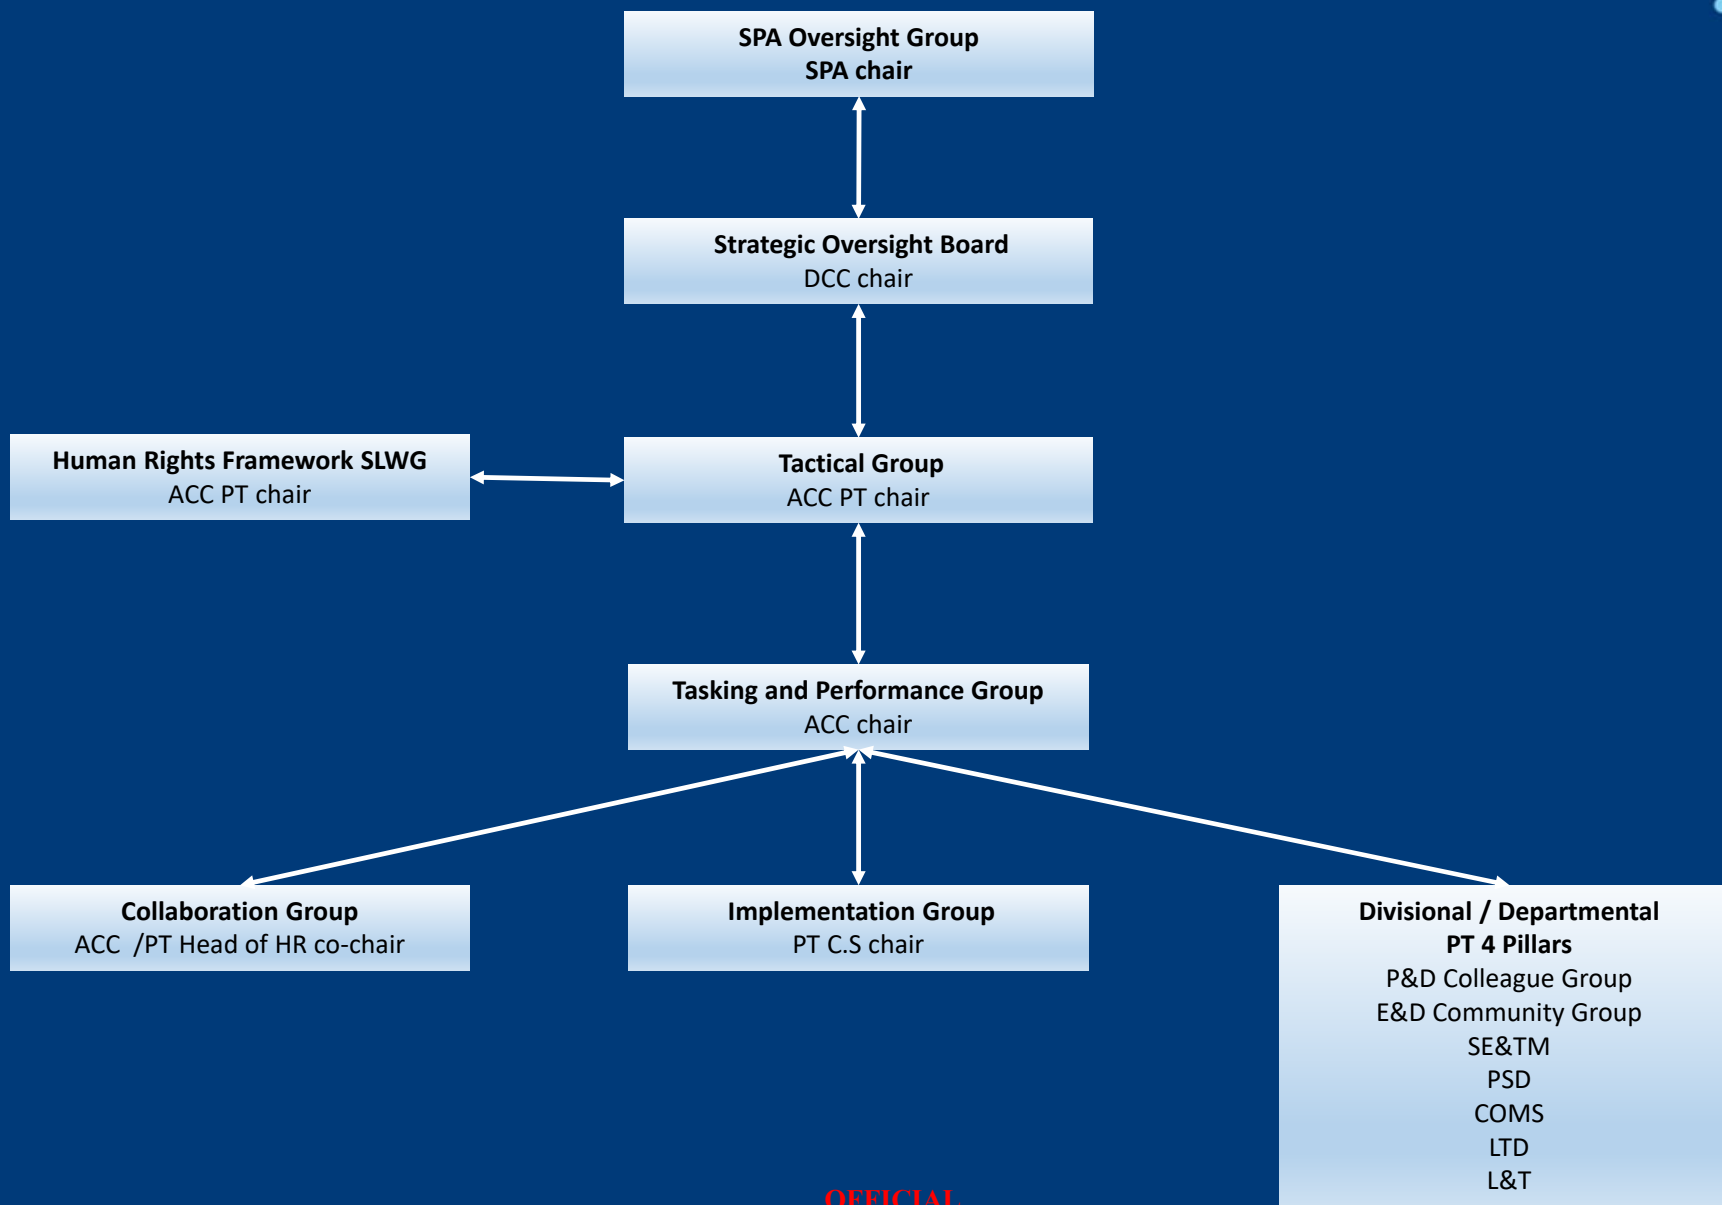 SPA Oversight Group
SPA chair
Strategic Oversight Board
DCC chair
Human Rights Framework SLWG
ACC PT chair
Tactical Group
ACC PT chair
Tasking and Performance Group
ACC chair
Collaboration Group
ACC  /PT Head of HR co-chair
Implementation Group
PT C.S chair
Divisional / Departmental
PT 4 Pillars
P&D Colleague Group
E&D Community Group
SE&TM
PSD
COMS
LTD
L&T
OFFICIAL